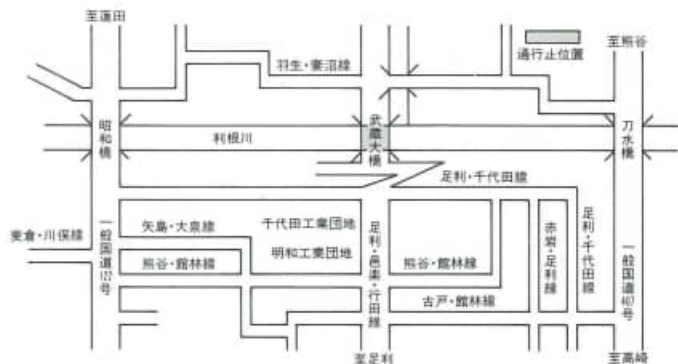 至蓮田
至熊谷
通行止位置
羽生・妻沼線
昭和橋
利根川
武蔵大橋
刀水橋
足利・千代田線
麦倉・川俣線
一般国道122号
矢島・大泉線
千代田工業団地
足利・邑楽・行田線
赤岩・足利線
足利・千代田線
一般国道407号
熊谷・館林線
明和工業団地
熊谷・館林線
古戸・館林線
至足利
至高崎